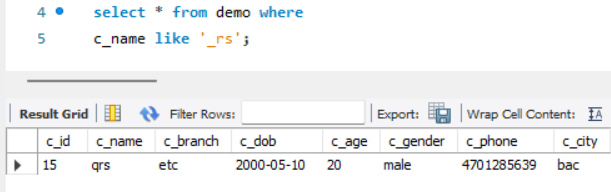 4 select * from demo where
5 c_name like '_rs';
Result Grid Filter Rows: Export: Wrap Cell Content: IA
c_id c_name c_branch c_dob c_age c_gender c_phone c_city
15 qrs etc 2000-05-10 20 male 4701285639 bac